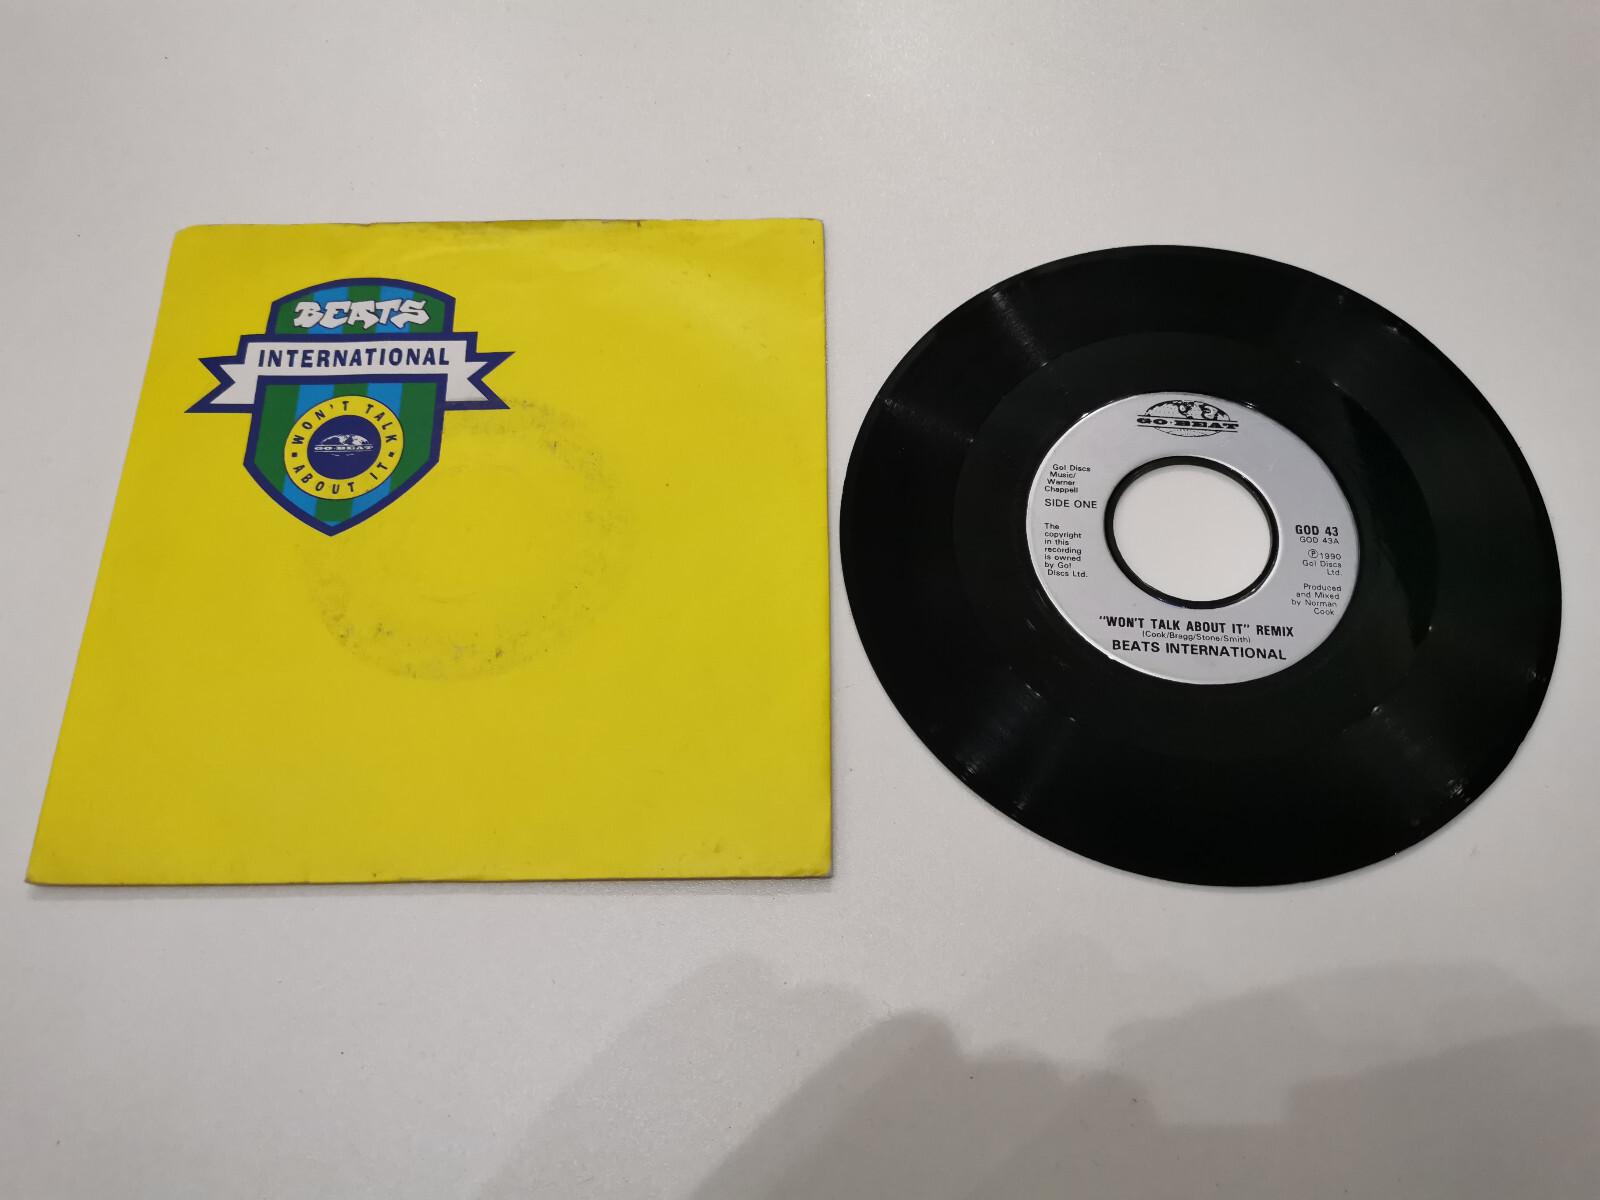 BEATS
INTERNATIONAL
WON'T TALK
GO·BEAT
ABOUT IT
GO·BEAT
Go! Discs
Music/
Warner
Chappell
SIDE ONE
The
copyright
in this
recording
is owned
by Go!
Discs Ltd.
GOD 43
GOD 43A
℗1990
Go! Discs
Ltd.
Produced
and Mixed
by Norman
Cook
"WON'T TALK ABOUT IT" REMIX
(Cook/Bragg/Stone/Smith)
BEATS INTERNATIONAL